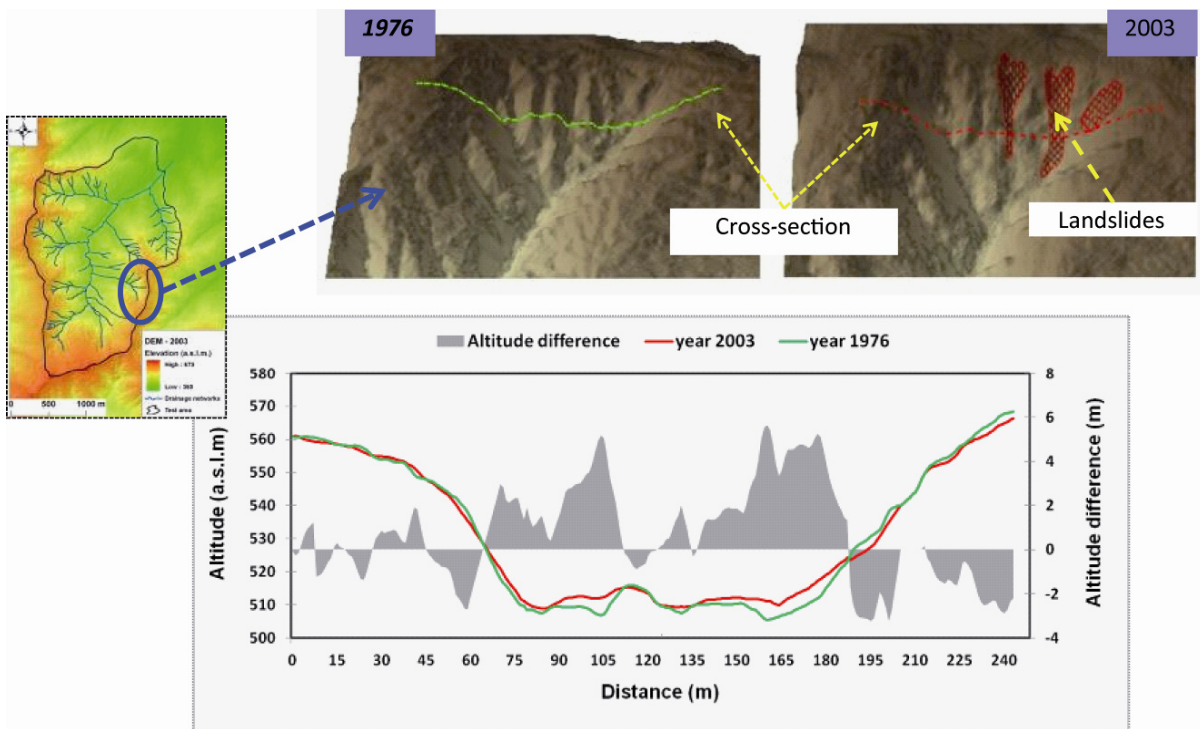 1976
2003
Cross-section
Landslides
DEM - 2003
Elevation (a.s.l.m.)
High : 673
Drainage networks
Test area
0 500 1000 m
Altitude difference year 2003 year 1976
Altitude (a.s.l.m)
580
570
560
550
540
530
520
510
500
8
6
4
2
0
-2
-4
Altitude difference (m)
0 15 30 45 60 75 90 105 120 135 150 165 180 195 210 225 240
Distance (m)